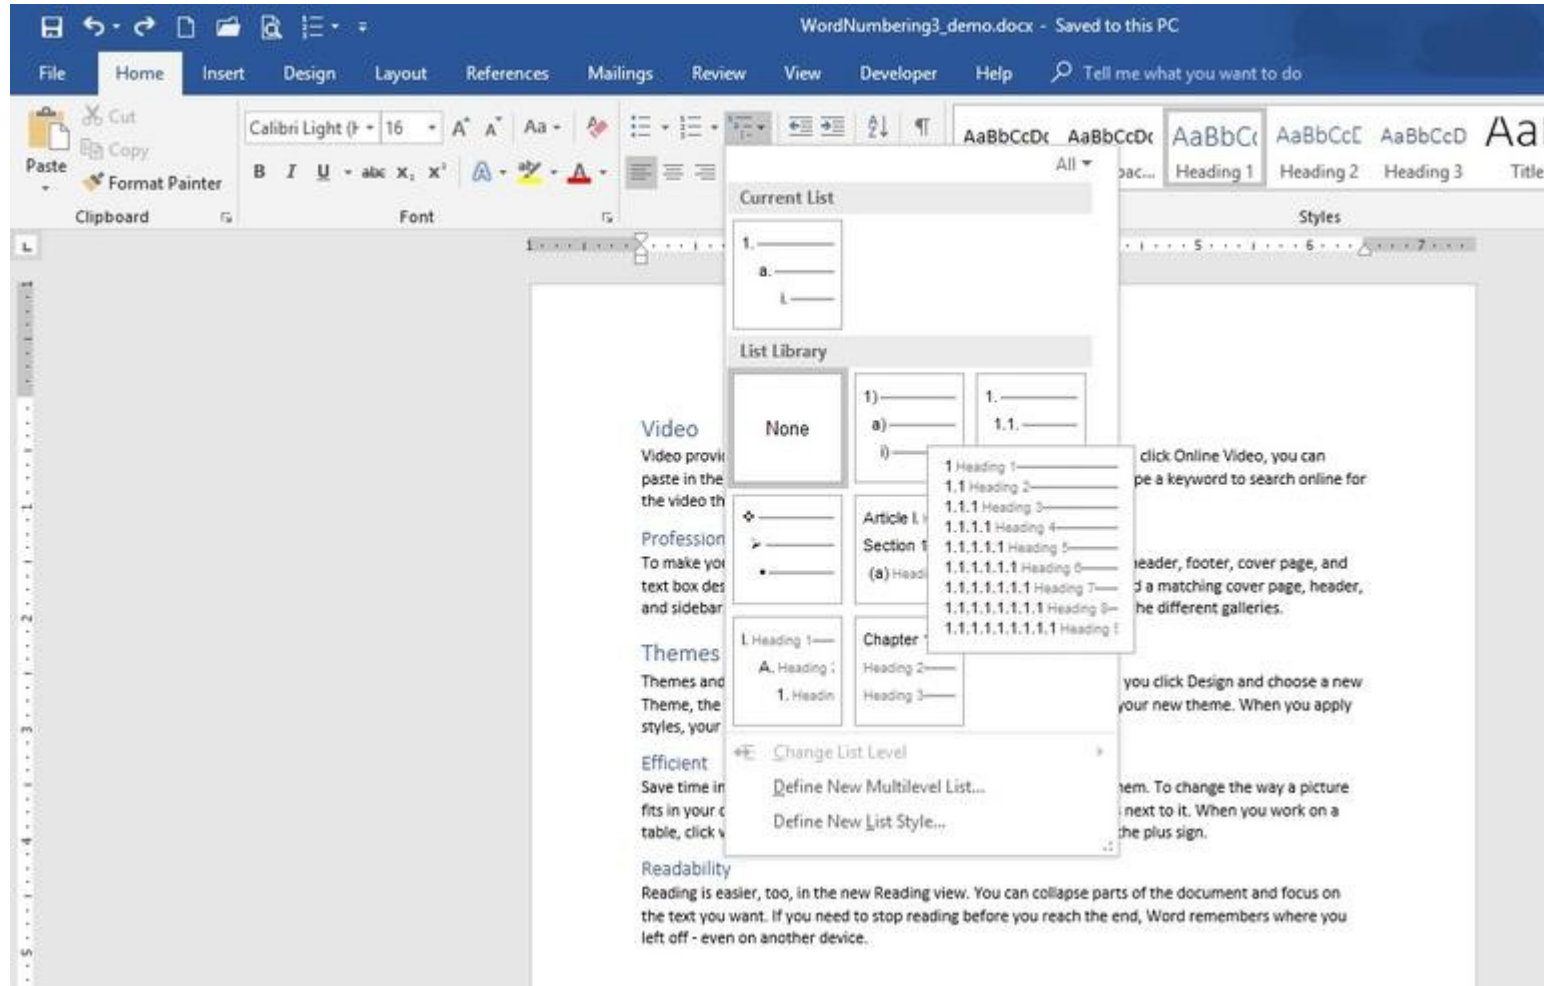 WordNumbering3_demo.docx - Saved to this PC
File Home Insert Design Layout References Mailings Review View Developer Help Tell me what you want to do
Paste
Cut
Copy
Format Painter
Clipboard
Calibri Light (H 16 A A Aa
B I U abc x₂ x² A aby A
Font
AaBbCcDc AaBbCcDc AaBbCc AaBbCcD AaBbCcD AaB
pac... Heading 1 Heading 2 Heading 3 Title
Styles
L
1 5 6 7
All
Current List
1.
a.
i.
List Library
None
1)
a)
i)
1.
1.1.
1 Heading 1
1.1 Heading 2
1.1.1 Heading 3
1.1.1.1 Heading 4
1.1.1.1.1 Heading 5
1.1.1.1.1.1 Heading 6
1.1.1.1.1.1.1 Heading 7
1.1.1.1.1.1.1.1 Heading 8
1.1.1.1.1.1.1.1.1 Heading
Article I.
Section 1
(a) Head
I. Heading 1
A. Heading 2
1. Headin
Chapter 1
Heading 2
Heading 3
Change List Level
Define New Multilevel List...
Define New List Style...
Video
Video provi click Online Video, you can
paste in the pe a keyword to search online for
the video th
Profession
To make you header, footer, cover page, and
text box des d a matching cover page, header,
and sidebar he different galleries.
Themes
Themes and you click Design and choose a new
Theme, the your new theme. When you apply
styles, your
Efficient
Save time in hem. To change the way a picture
fits in your d next to it. When you work on a
table, click w the plus sign.
Readability
Reading is easier, too, in the new Reading view. You can collapse parts of the document and focus on
the text you want. If you need to stop reading before you reach the end, Word remembers where you
left off - even on another device.